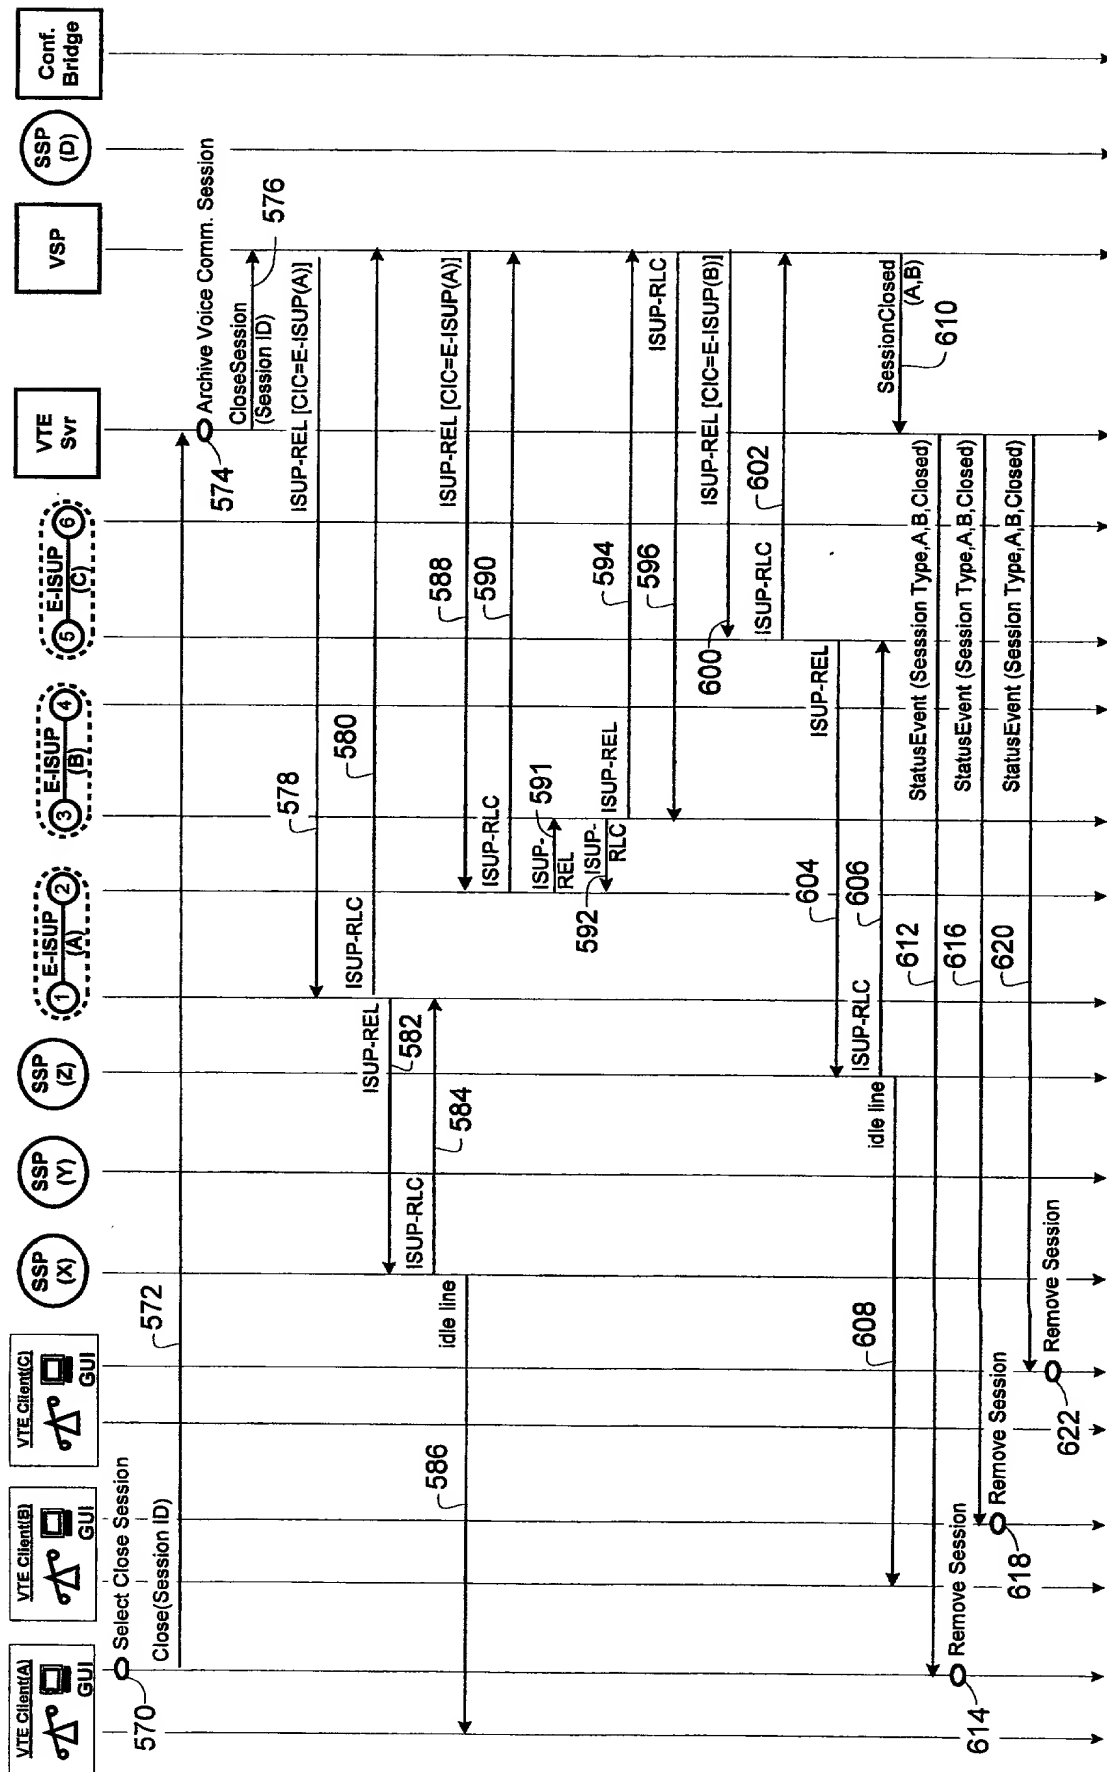 VTE Client(A)
GUI
VTE Client(B)
GUI
VTE Client(C)
GUI
SSP
(X)
SSP
(Y)
SSP
(Z)
1
E-ISUP
(A)
2
3
E-ISUP
(B)
4
5
E-ISUP
(C)
6
VTE
Svr
VSP
SSP
(D)
Conf.
Bridge
570
Select Close Session
Close(Session ID)
572
574
Archive Voice Comm. Session
CloseSession
(Session ID)
576
ISUP-REL [CIC=E-ISUP(A)]
578
ISUP-RLC
580
ISUP-REL
582
ISUP-RLC
584
idle line
586
ISUP-REL [CIC=E-ISUP(A)]
588
ISUP-RLC
590
ISUP-
REL
591
ISUP-
RLC
592
ISUP-REL
594
ISUP-RLC
596
ISUP-REL [CIC=E-ISUP(B)]
600
ISUP-RLC
602
ISUP-REL
604
ISUP-RLC
606
idle line
608
SessionClosed
(A,B)
610
StatusEvent (Sesssion Type,A,B,Closed)
612
Remove Session
614
StatusEvent (Session Type,A,B,Closed)
616
Remove Session
618
StatusEvent (Session Type,A,B,Closed)
620
Remove Session
622